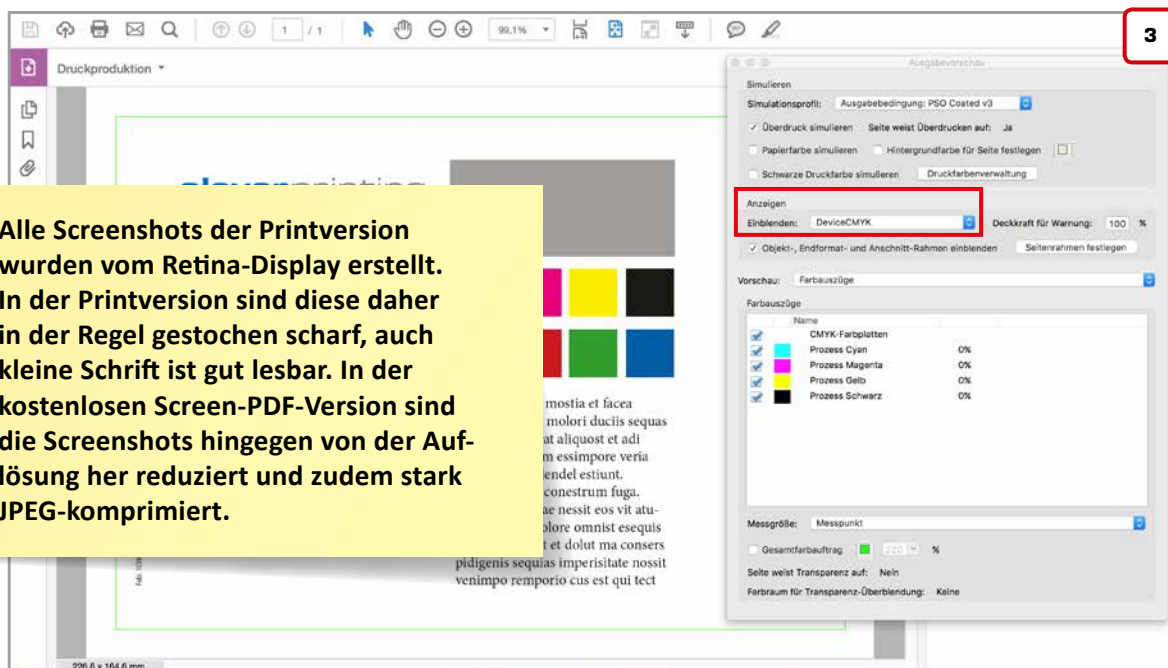 3
1 / 1
99,1%
Druckproduktion
Ausgabevorschau
Simulieren
Simulationsprofil: Ausgabebedingung: PSO Coated v3
Überdruck simulieren Seite weist Überdrucken auf: Ja
Papierfarbe simulieren Hintergrundfarbe für Seite festlegen
Schwarze Druckfarbe simulieren Druckfarbenverwaltung
Anzeigen
Einblenden: DeviceCMYK Deckkraft für Warnung: 100 %
Objekt-, Endformat- und Anschnitt-Rahmen einblenden Seitenrahmen festlegen
Vorschau: Farbauszüge
Farbauszüge
Name
CMYK-Farbplatten
Prozess Cyan 0%
Prozess Magenta 0%
Prozess Gelb 0%
Prozess Schwarz 0%
Messgröße: Messpunkt
Gesamtfarbauftrag %
Seite weist Transparenz auf: Nein
Farbraum für Transparenz-Überblendung: Keine
Alle Screenshots der Printversion
wurden vom Retina-Display erstellt.
In der Printversion sind diese daher
in der Regel gestochen scharf, auch
kleine Schrift ist gut lesbar. In der
kostenlosen Screen-PDF-Version sind
die Screenshots hingegen von der Auf-
lösung her reduziert und zudem stark
JPEG-komprimiert.
mostia et facea
molori duciis sequas
at aliquost et adi
m essimpore veria
endel estiunt.
conestrum fuga.
ae nessit eos vit atu-
olore omnist esequis
t et dolut ma consers
pidigenis sequias imperisitate nossit
venimpo remporio cus est qui tect
226,6 x 164,6 mm